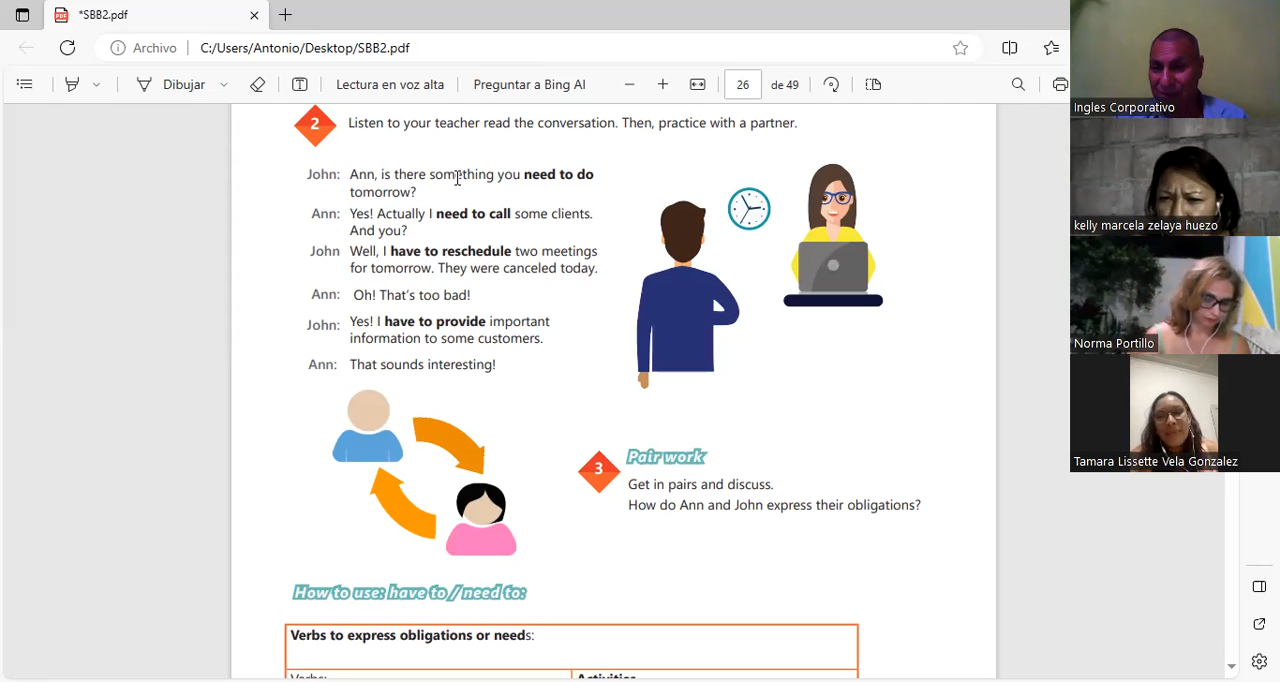 *SBB2.pdf
Archivo
C:/Users/Antonio/Desktop/SBB2.pdf
Dibujar
Lectura en voz alta
Preguntar a Bing AI
26
de 49
2
Listen to your teacher read the conversation. Then, practice with a partner.
John: Ann, is there something you need to do
tomorrow?
Ann: Yes! Actually I need to call some clients.
And you?
John Well, I have to reschedule two meetings
for tomorrow. They were canceled today.
Ann: Oh! That's too bad!
John: Yes! I have to provide important
information to some customers.
Ann: That sounds interesting!
3
Pair work
Get in pairs and discuss.
How do Ann and John express their obligations?
How to use: have to / need to:
Verbs to express obligations or needs:
Verbs:
Activities
Ingles Corporativo
kelly marcela zelaya huezo
Norma Portillo
Tamara Lissette Vela Gonzalez